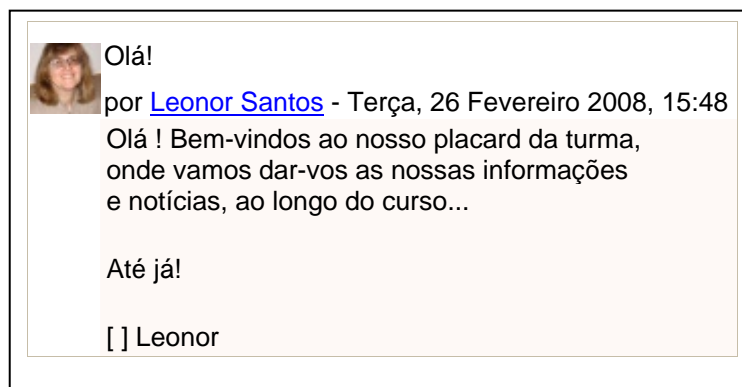 Olá!
por Leonor Santos - Terça, 26 Fevereiro 2008, 15:48
Olá ! Bem-vindos ao nosso placard da turma,
onde vamos dar-vos as nossas informações
e notícias, ao longo do curso...
Até já!
[ ] Leonor